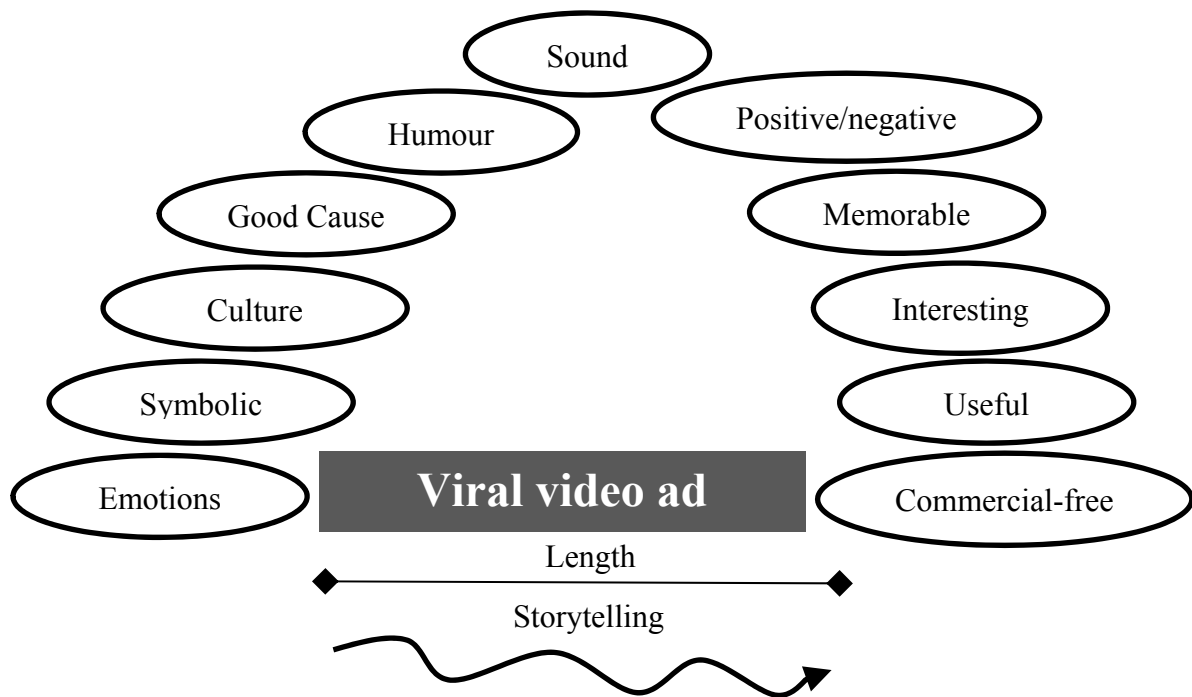 Sound
Positive/negative
Humour
Good Cause
Memorable
Culture
Interesting
Symbolic
Useful
Emotions
Viral video ad
Commercial-free
Length
Storytelling